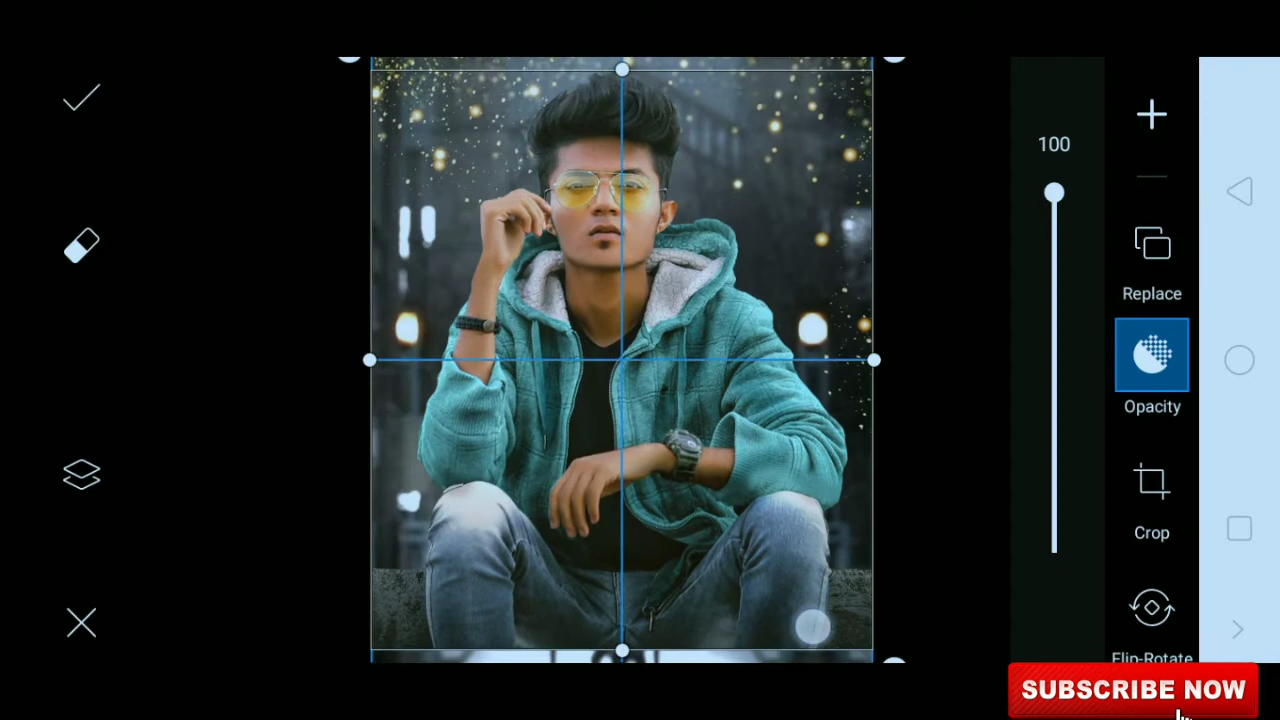 100
Replace
Opacity
Crop
Flip-Rotate
SUBSCRIBE NOW